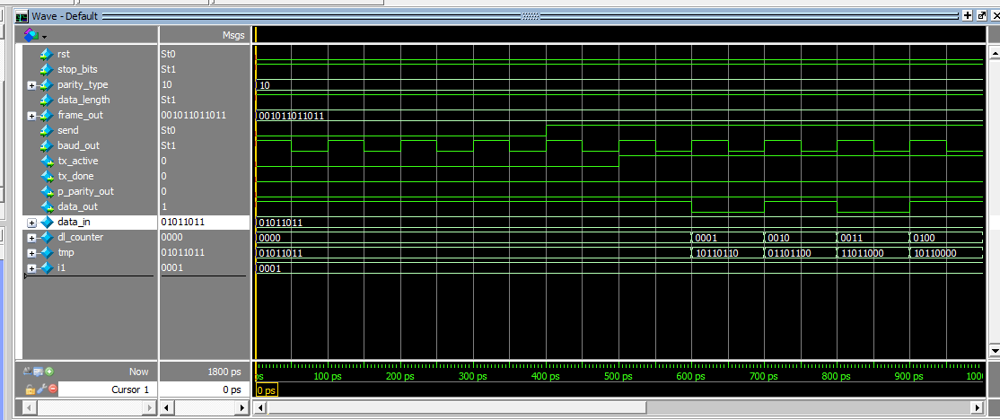 Wave - Default
Msgs
rst St0
stop_bits St1
parity_type 10 10
data_length St1
frame_out 001011011011 001011011011
send St0
baud_out St1
tx_active 0
tx_done 0
p_parity_out 0
data_out 1
data_in 01011011 01011011
dl_counter 0000 0000 0001 0010 0011 0100
tmp 01011011 01011011 10110110 01101100 11011000 10110000
i1 0001 0001
Now 1800 ps ps 100 ps 200 ps 300 ps 400 ps 500 ps 600 ps 700 ps 800 ps 900 ps 100
Cursor 1 0 ps 0 ps